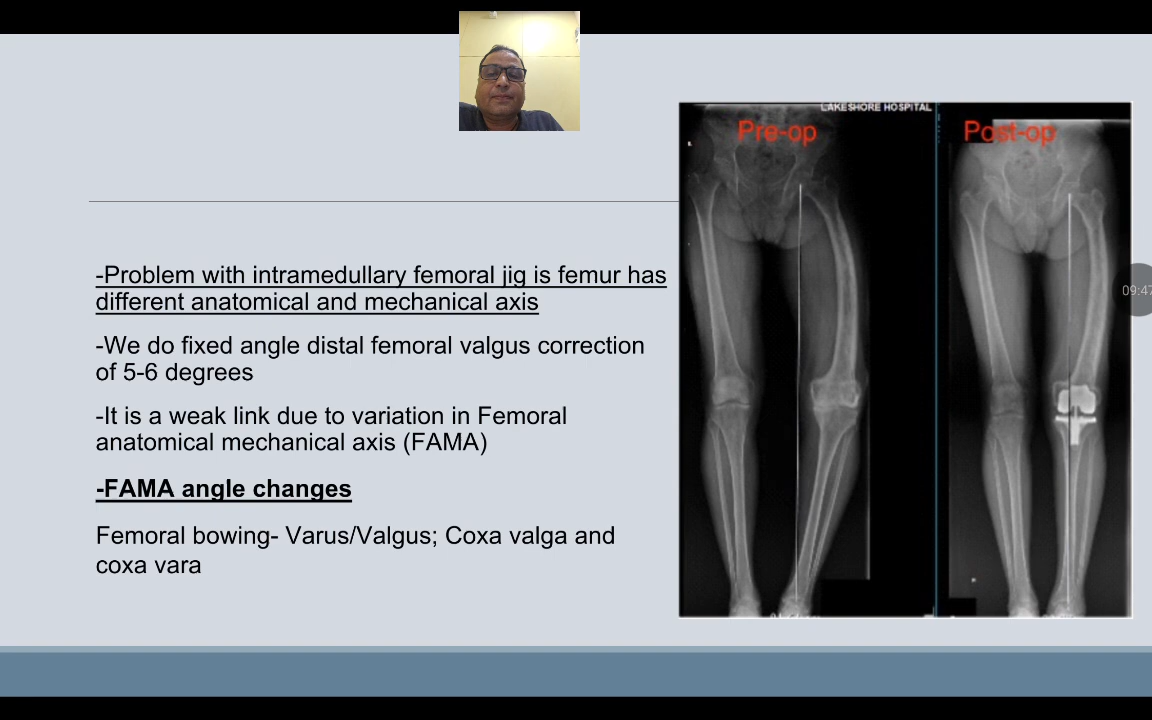 LAKESHORE HOSPITAL
Pre-op
Post-op
-Problem with intramedullary femoral jig is femur has
different anatomical and mechanical axis
09:47
-We do fixed angle distal femoral valgus correction
of 5-6 degrees
-It is a weak link due to variation in Femoral
anatomical mechanical axis (FAMA)
-FAMA angle changes
Femoral bowing- Varus/Valgus; Coxa valga and
coxa vara